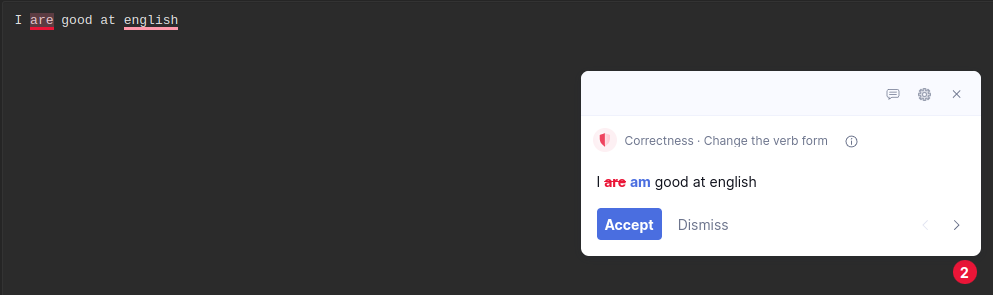 I are good at english
Correctness · Change the verb form
I are am good at english
Accept Dismiss
2